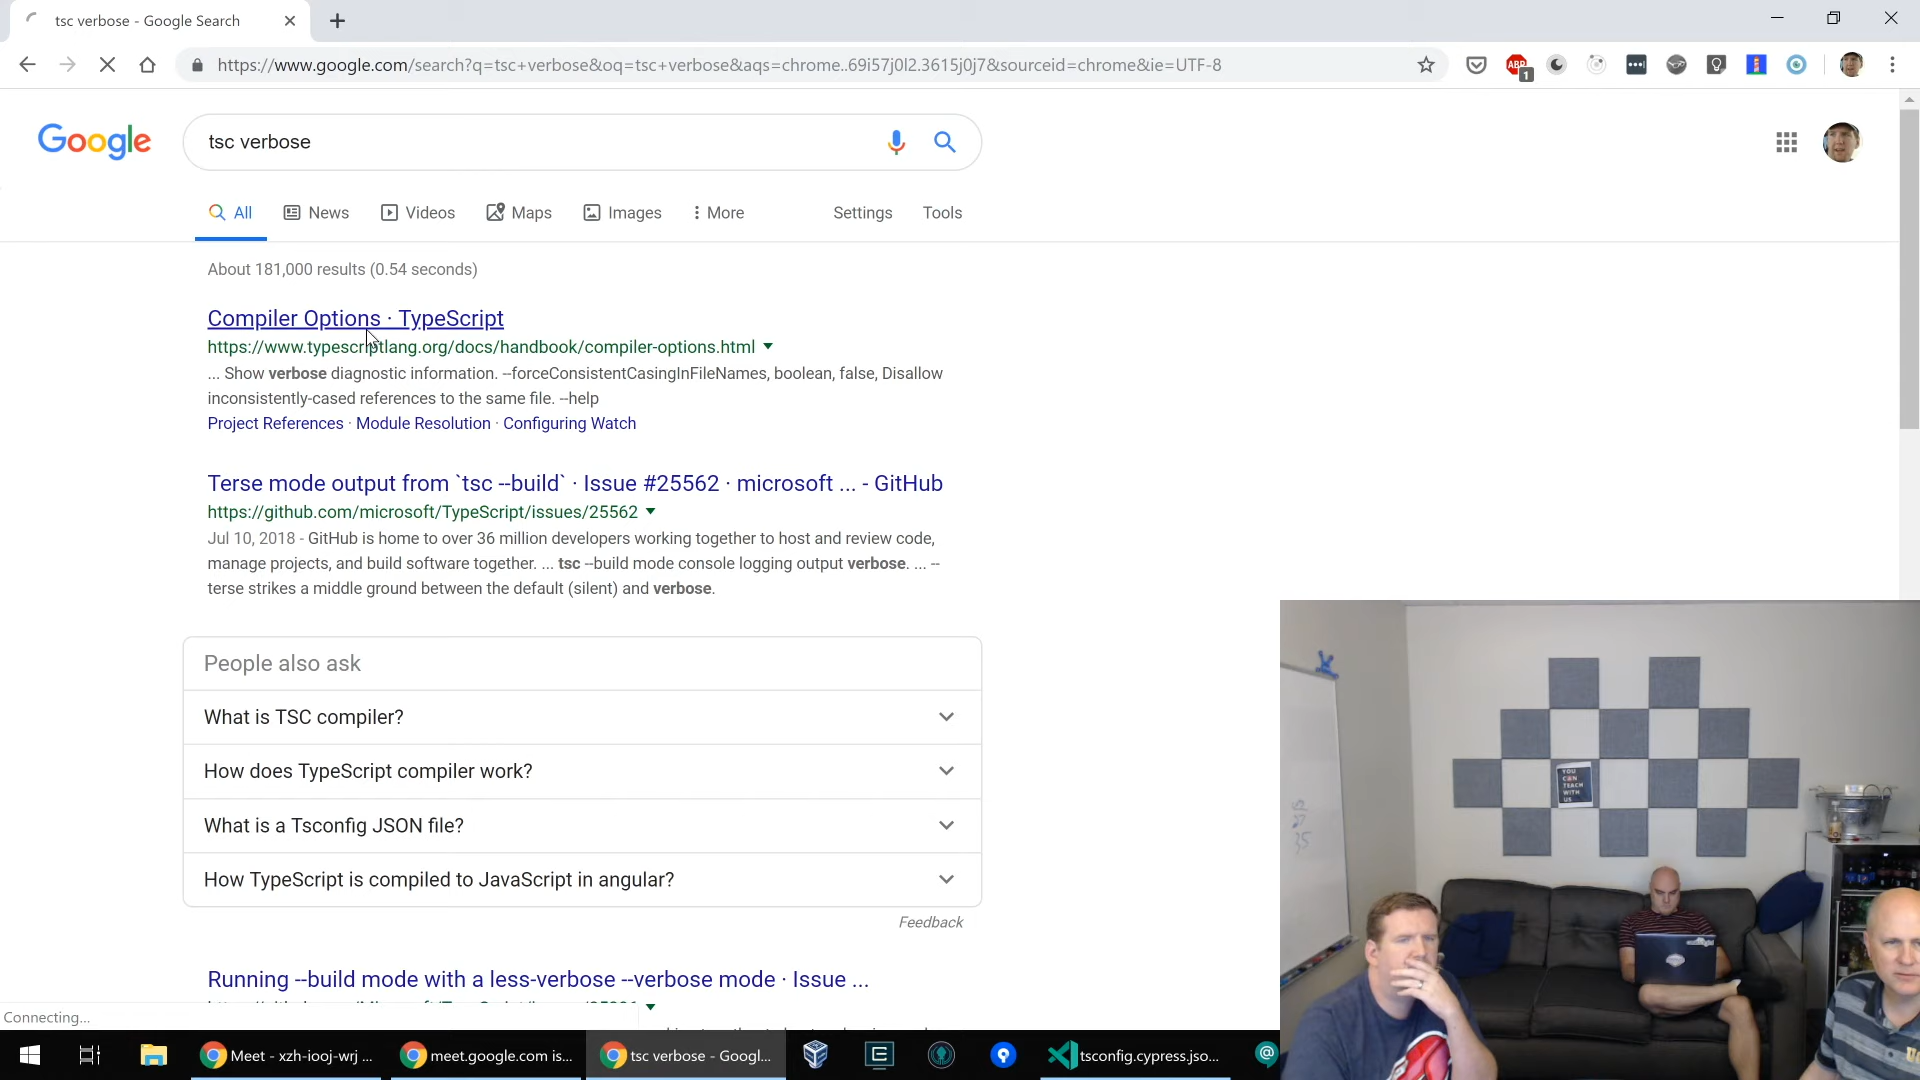 tsc verbose - Google Search
https://www.google.com/search?q=tsc+verbose&oq=tsc+verbose&aqs=chrome..69i57j0l2.3615j0j7&sourceid=chrome&ie=UTF-8
ABP
1
Google
tsc verbose
All News Videos Maps Images More Settings Tools
About 181,000 results (0.54 seconds)
Compiler Options · TypeScript
https://www.typescriptlang.org/docs/handbook/compiler-options.html
... Show verbose diagnostic information. --forceConsistentCasingInFileNames, boolean, false, Disallow
inconsistently-cased references to the same file. --help
Project References · Module Resolution · Configuring Watch
Terse mode output from `tsc --build` · Issue #25562 · microsoft ... - GitHub
https://github.com/microsoft/TypeScript/issues/25562
Jul 10, 2018 - GitHub is home to over 36 million developers working together to host and review code,
manage projects, and build software together. ... tsc --build mode console logging output verbose. ... --
terse strikes a middle ground between the default (silent) and verbose.
People also ask
What is TSC compiler?
How does TypeScript compiler work?
What is a Tsconfig JSON file?
How TypeScript is compiled to JavaScript in angular?
Feedback
Running --build mode with a less-verbose --verbose mode · Issue ...
YOU
CAN
TEACH
WITH
US
Connecting...
Meet - xzh-iooj-wrj ...
meet.google.com is...
tsc verbose - Googl...
tsconfig.cypress.jso...